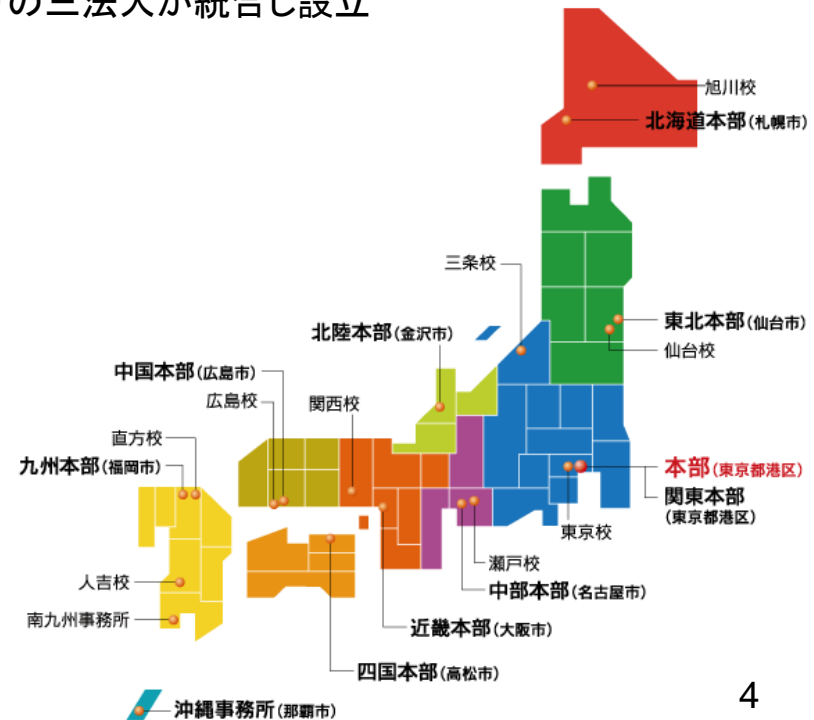 の三法人が統合し設立
旭川校
北海道本部(札幌市)
三条校
東北本部(仙台市)
仙台校
北陸本部(金沢市)
中国本部(広島市)
広島校
関西校
直方校
九州本部(福岡市)
本部(東京都港区)
関東本部
(東京都港区)
東京校
瀬戸校
中部本部(名古屋市)
人吉校
南九州事務所
近畿本部(大阪市)
四国本部(高松市)
沖縄事務所(那覇市)
4